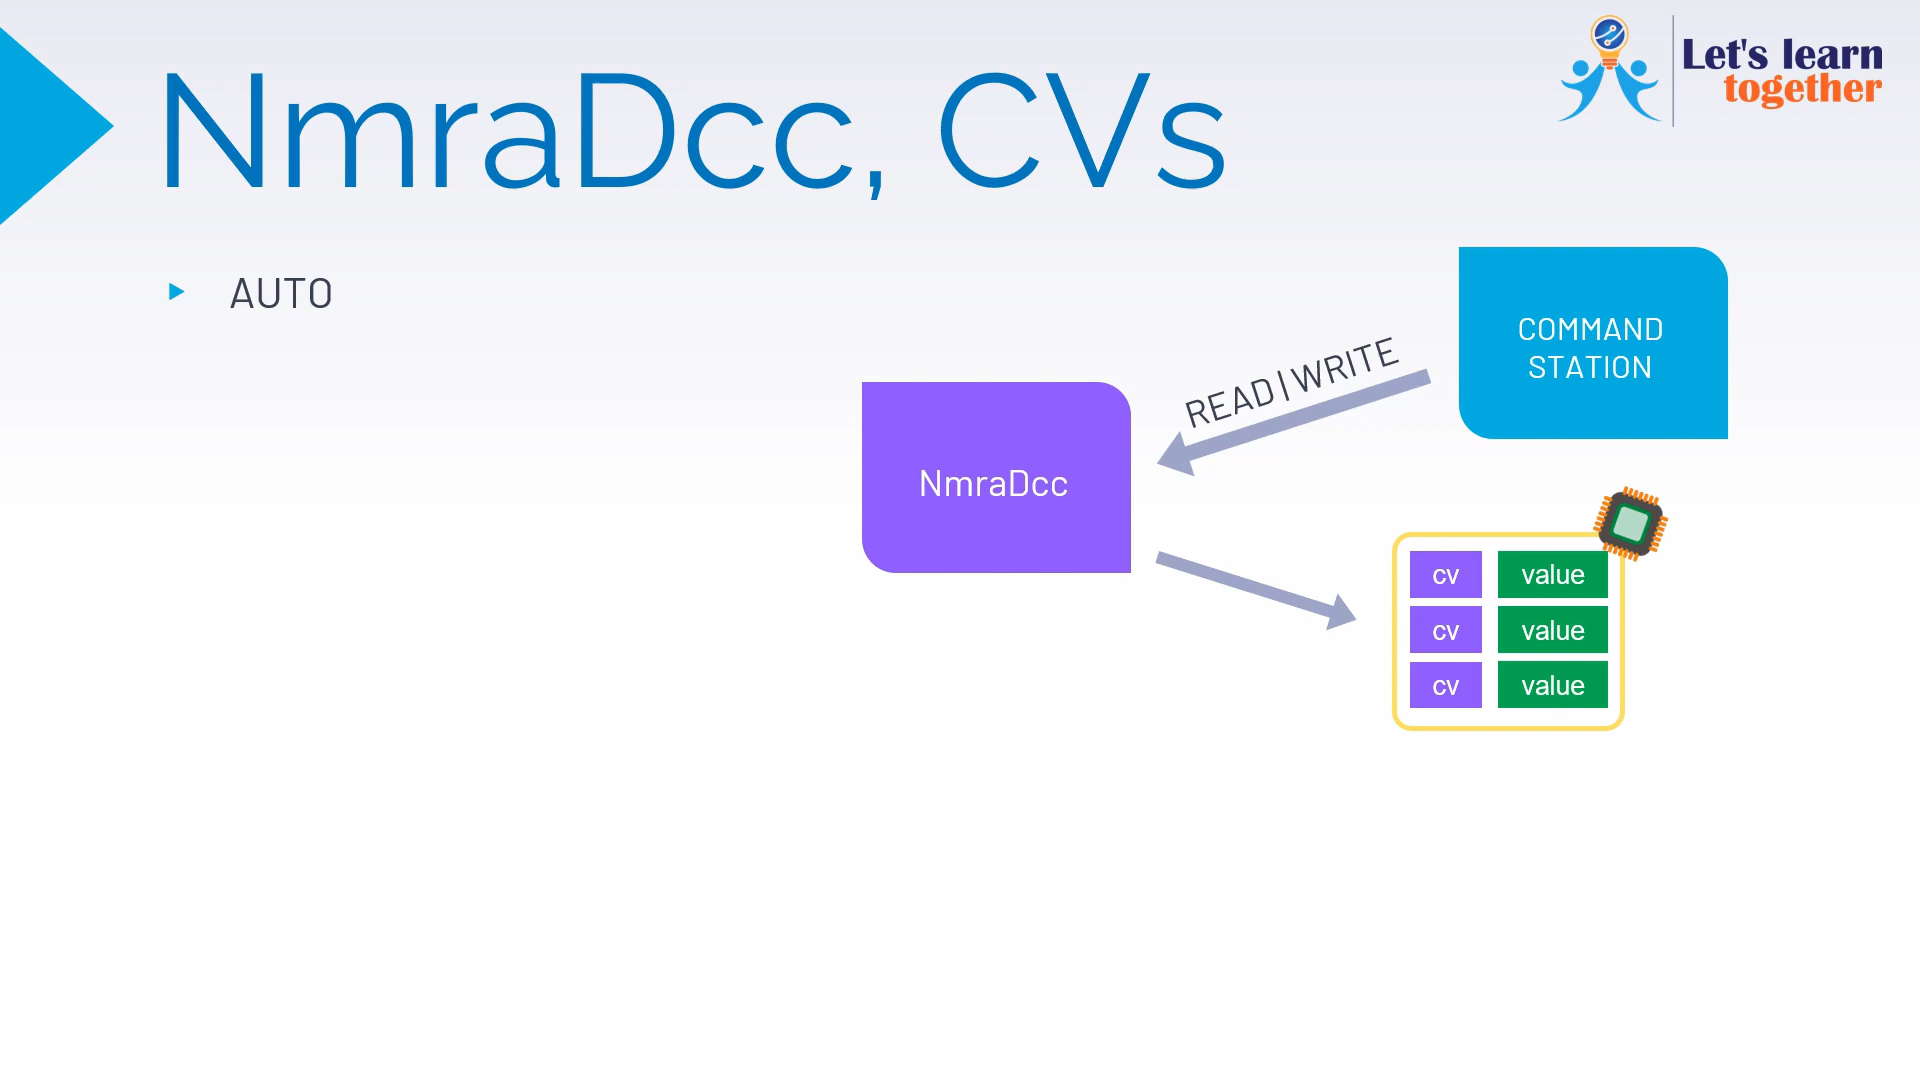 NmraDcc, CVs
Let's learn
together
AUTO
COMMAND
STATION
READ|WRITE
NmraDcc
cv value
cv value
cv value